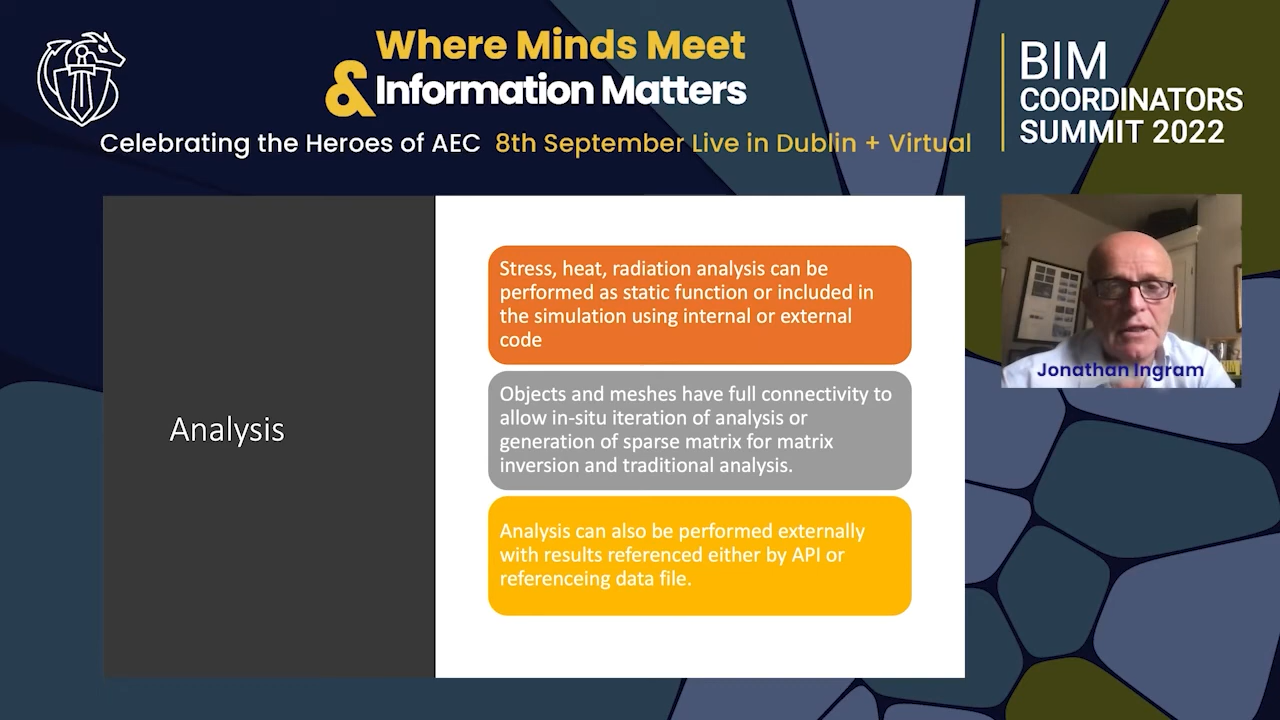 Where Minds Meet
& Information Matters
Celebrating the Heroes of AEC 8th September Live in Dublin + Virtual
BIM
COORDINATORS
SUMMIT 2022
Analysis
Stress, heat, radiation analysis can be
performed as static function or included in
the simulation using internal or external
code
Objects and meshes have full connectivity to
allow in-situ iteration of analysis or
generation of sparse matrix for matrix
inversion and traditional analysis.
Analysis can also be performed externally
with results referenced either by API or
referenceing data file.
Jonathan Ingram